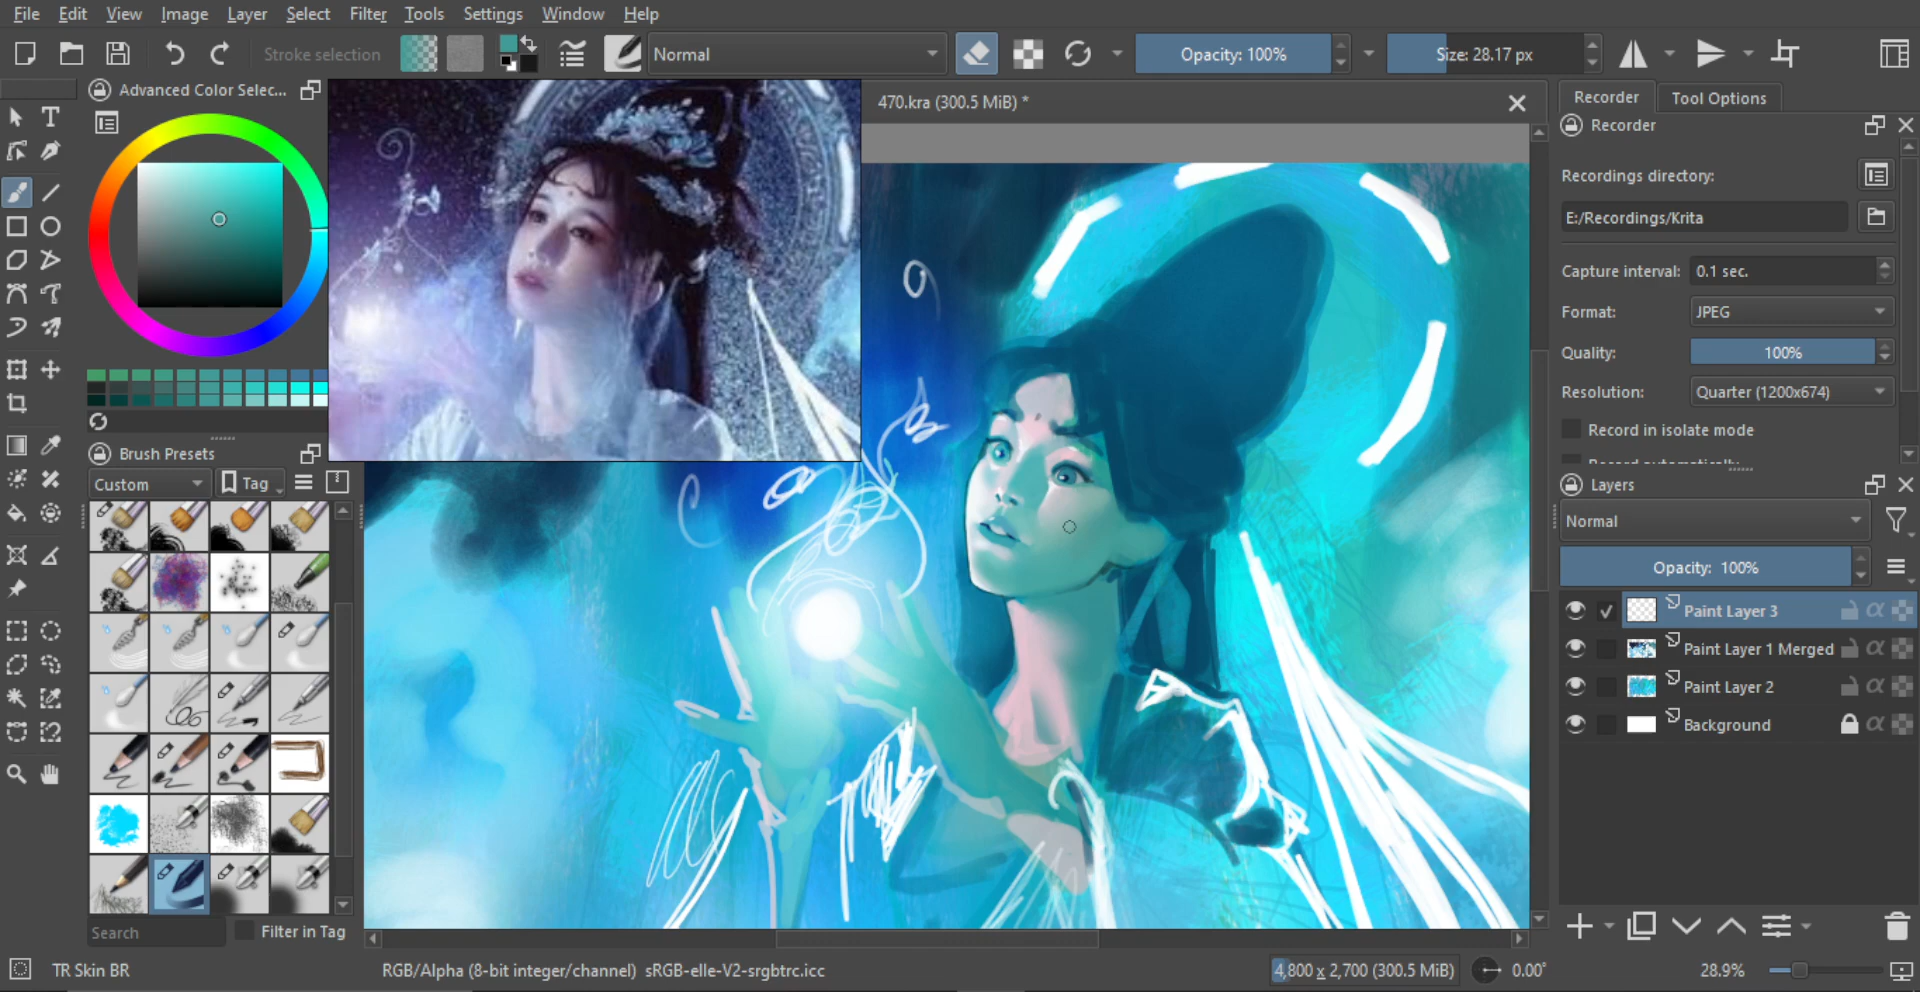 File Edit View Image Layer Select Filter Tools Settings Window Help
Stroke selection
Normal
Opacity: 100%
Size: 28.17 px
Advanced Color Selec...
470.kra (300.5 MiB) *
Recorder
Tool Options
Recorder
Recordings directory:
E:/Recordings/Krita
Capture interval: 0.1 sec.
Format: JPEG
Quality: 100%
Resolution: Quarter (1200x674)
Record in isolate mode
Record automatically
Brush Presets
Custom
Tag
Layers
Normal
Opacity: 100%
Paint Layer 3
Paint Layer 1 Merged
Paint Layer 2
Background
Search
Filter in Tag
TR Skin BR
RGB/Alpha (8-bit integer/channel) sRGB-elle-V2-srgbtrc.icc
4,800 x 2,700 (300.5 MiB)
0.00°
28.9%